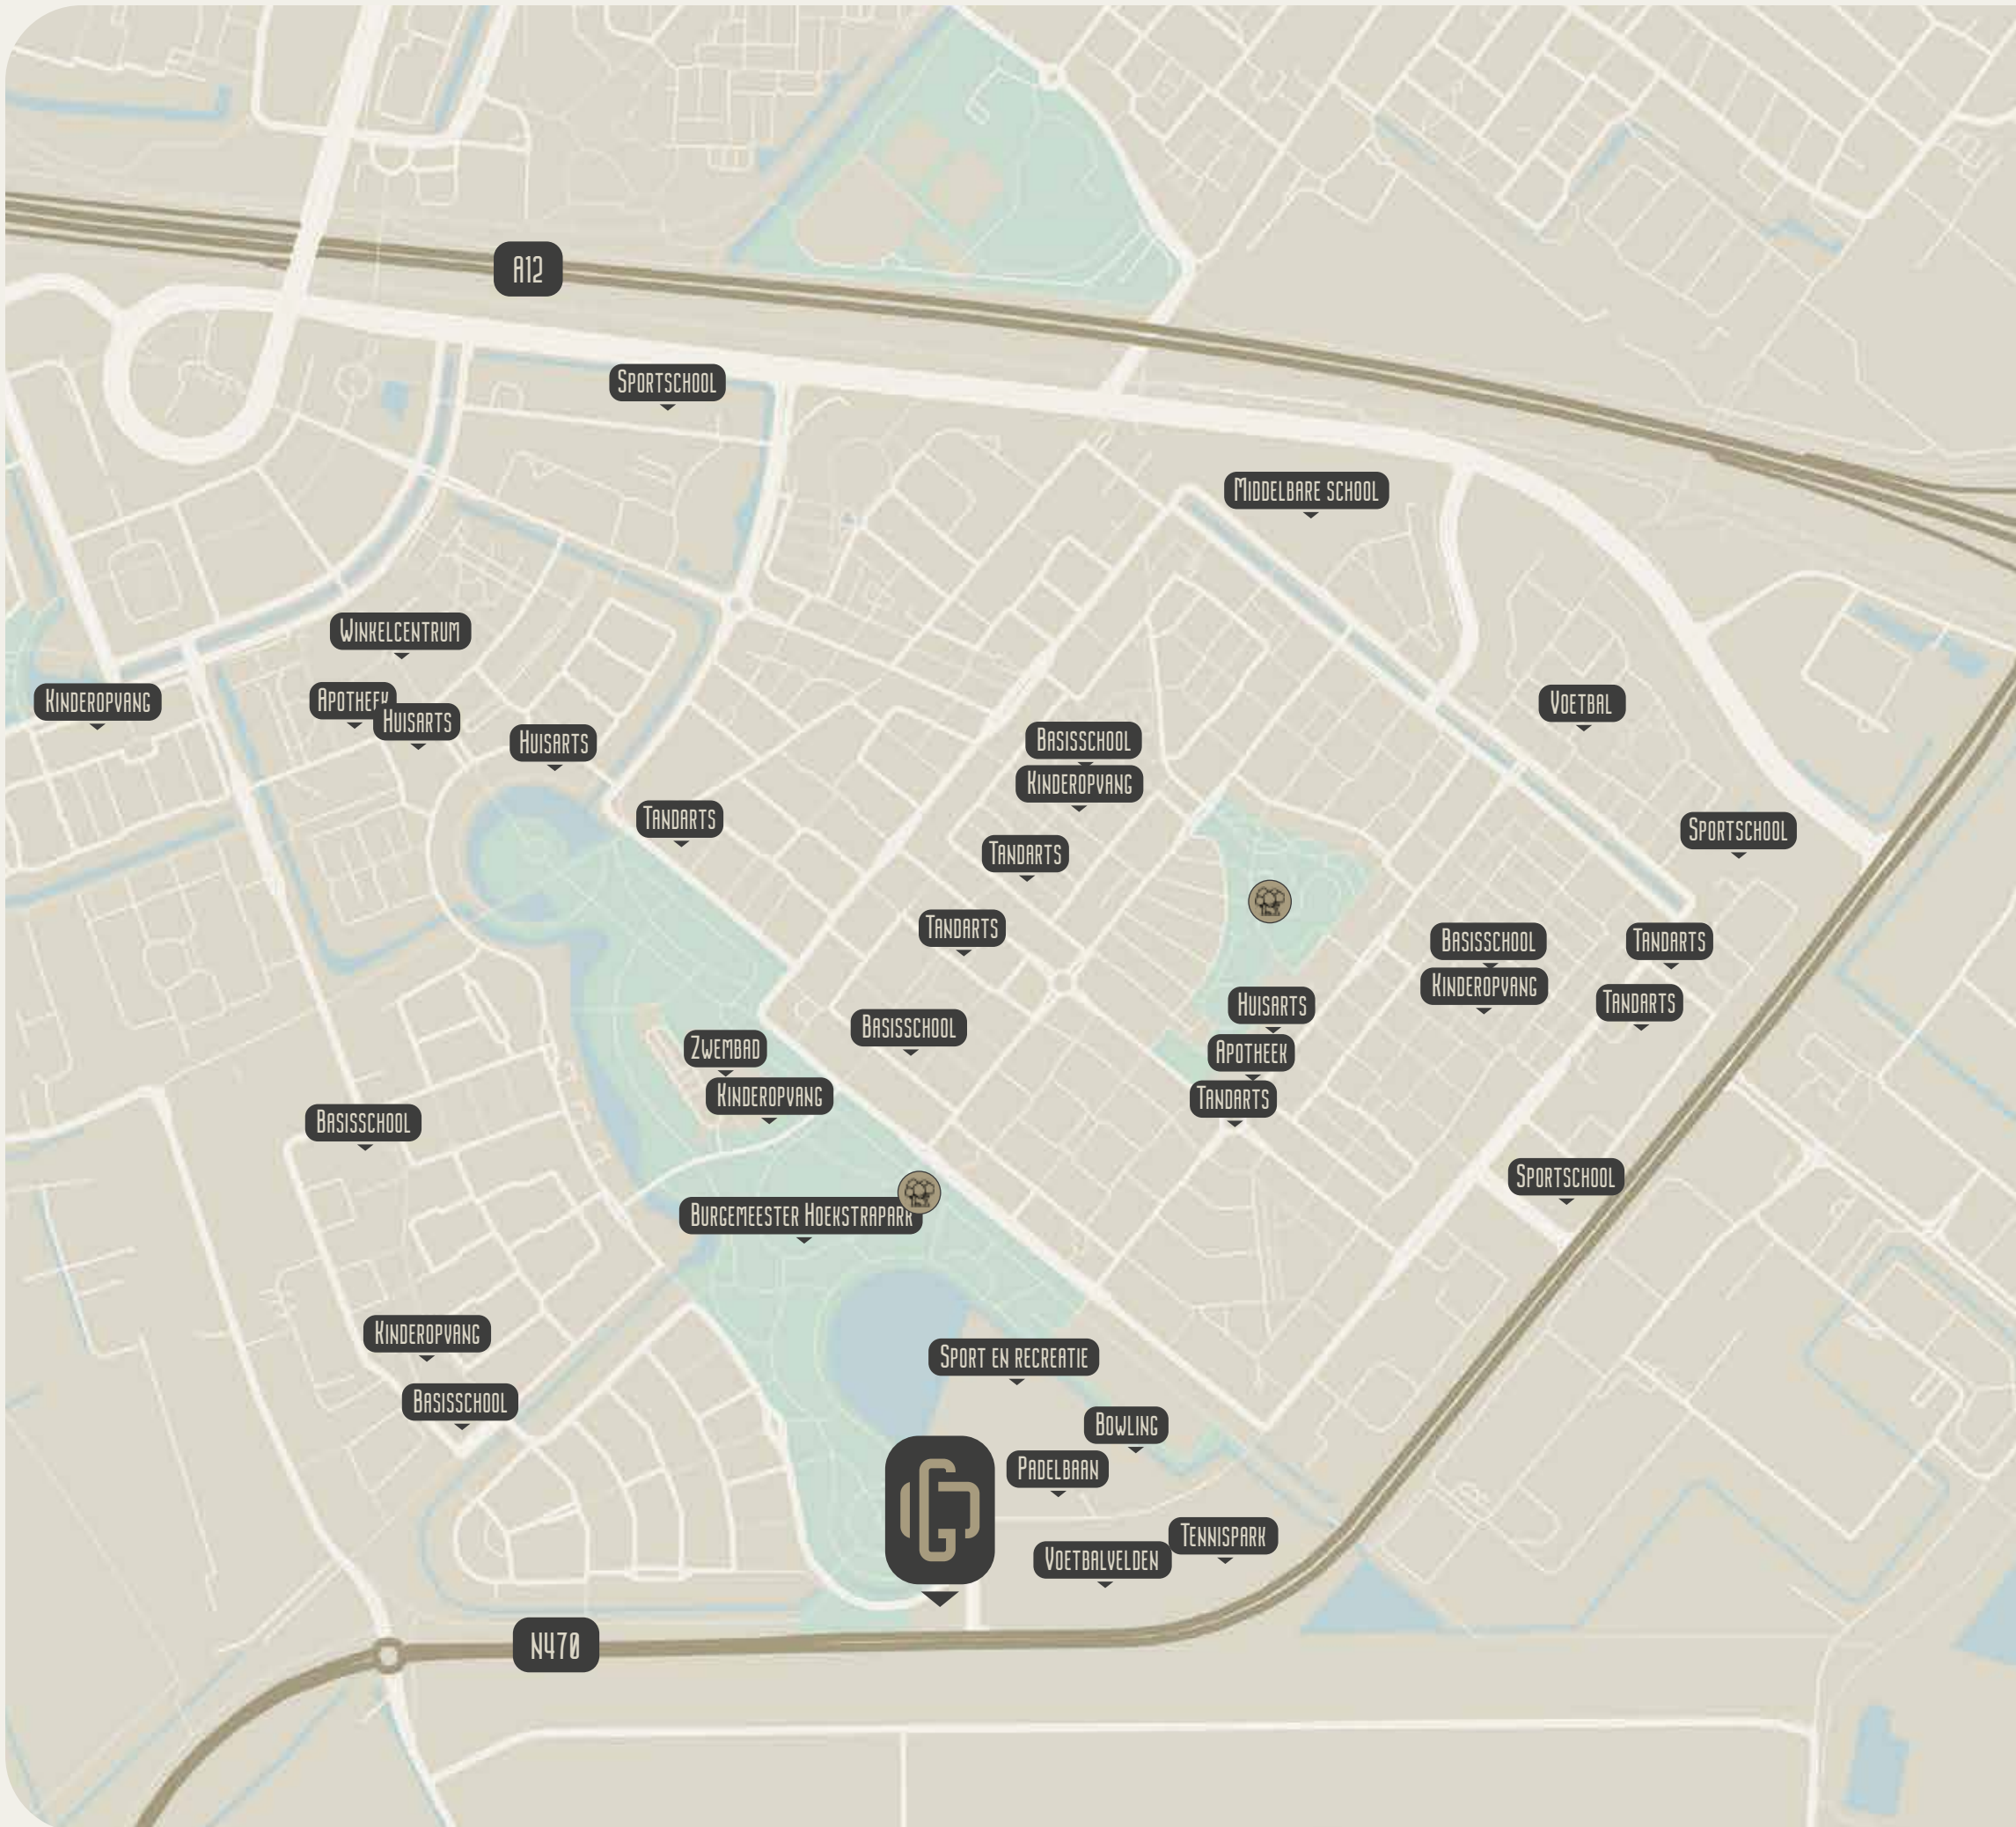 A12
Sportschool
Middelbare school
Winkelcentrum
Kinderopvang
Apotheek
Huisarts
Huisarts
Voetbal
Basisschool
Kinderopvang
Tandarts
Sportschool
Tandarts
Tandarts
Basisschool
Kinderopvang
Tandarts
Tandarts
Huisarts
Apotheek
Tandarts
Basisschool
Zwembad
Kinderopvang
Basisschool
Sportschool
Burgemeester Hoekstrapark
Kinderopvang
Basisschool
Sport en recreatie
Bowling
Padelbaan
Tennispark
Voetbalvelden
N470